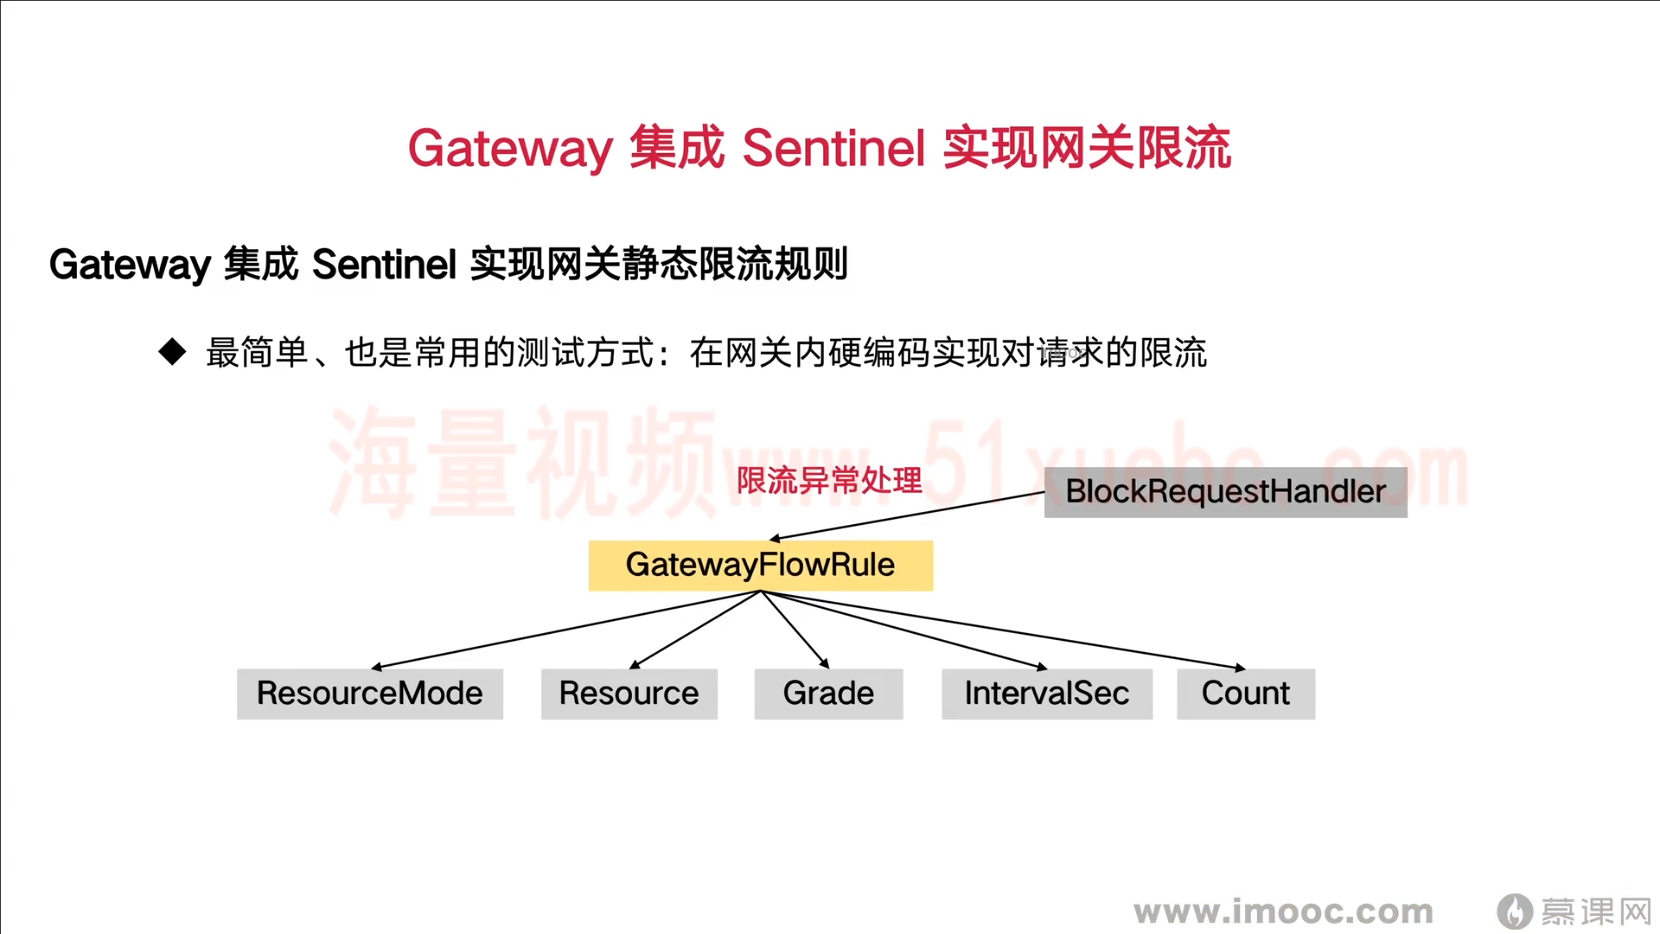 Gateway 集成 Sentinel 实现网关限流
Gateway 集成 Sentinel 实现网关静态限流规则
◆ 最简单、也是常用的测试方式：在网关内硬编码实现对请求的限流
海量视频www.51xuebc.com
限流异常处理
BlockRequestHandler
GatewayFlowRule
ResourceMode Resource Grade IntervalSec Count
www.imooc.com 慕课网